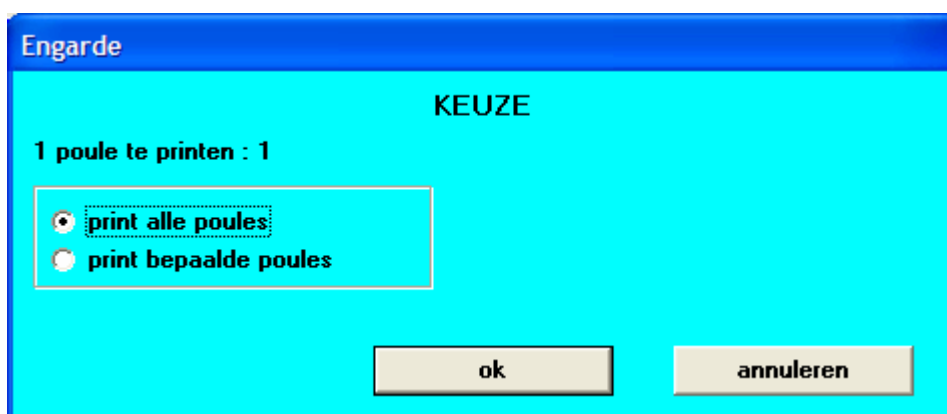 Engarde
KEUZE
1 poule te printen : 1
print alle poules
print bepaalde poules
ok annuleren